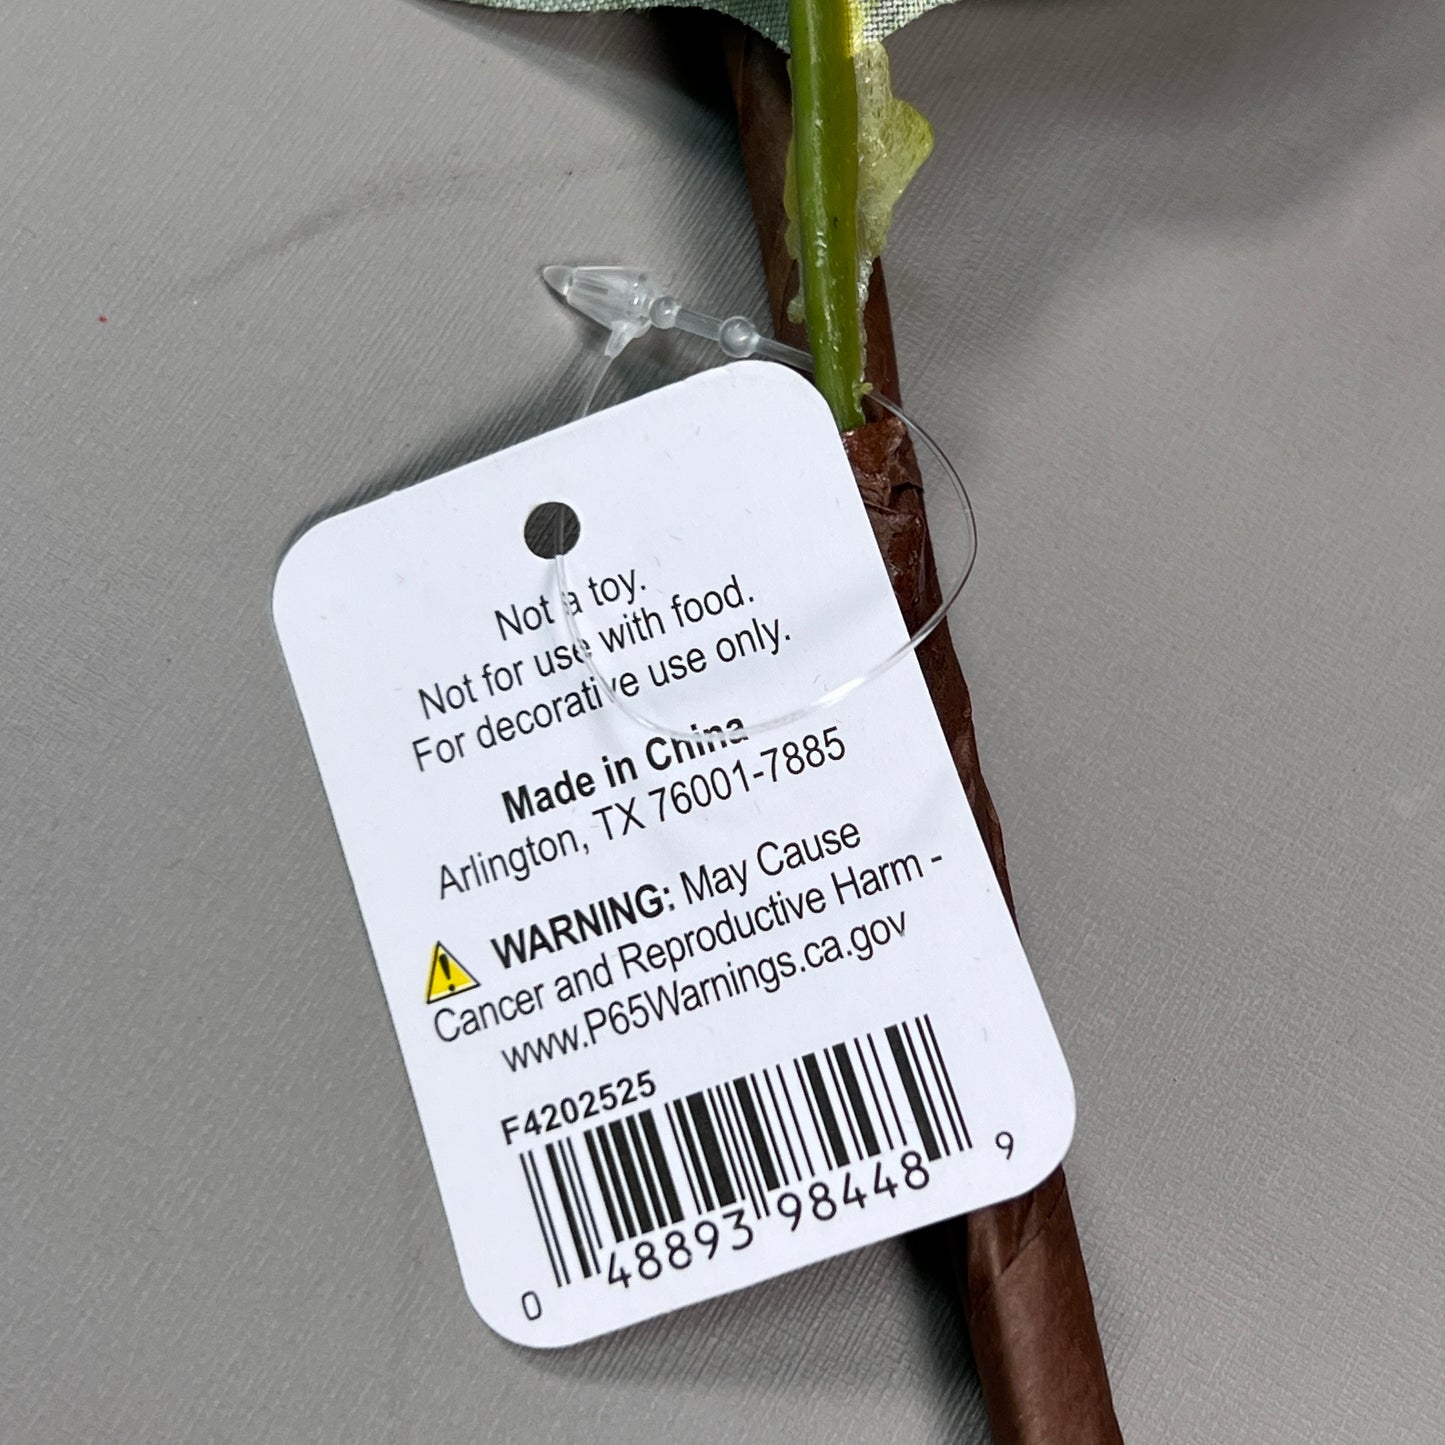 Not a toy.
Not for use with food.
For decorative use only.
Made in China
Arlington, TX 76001-7885
WARNING: May Cause
Cancer and Reproductive Harm -
www.P65Warnings.ca.gov
F4202525
0 48893 98448 9